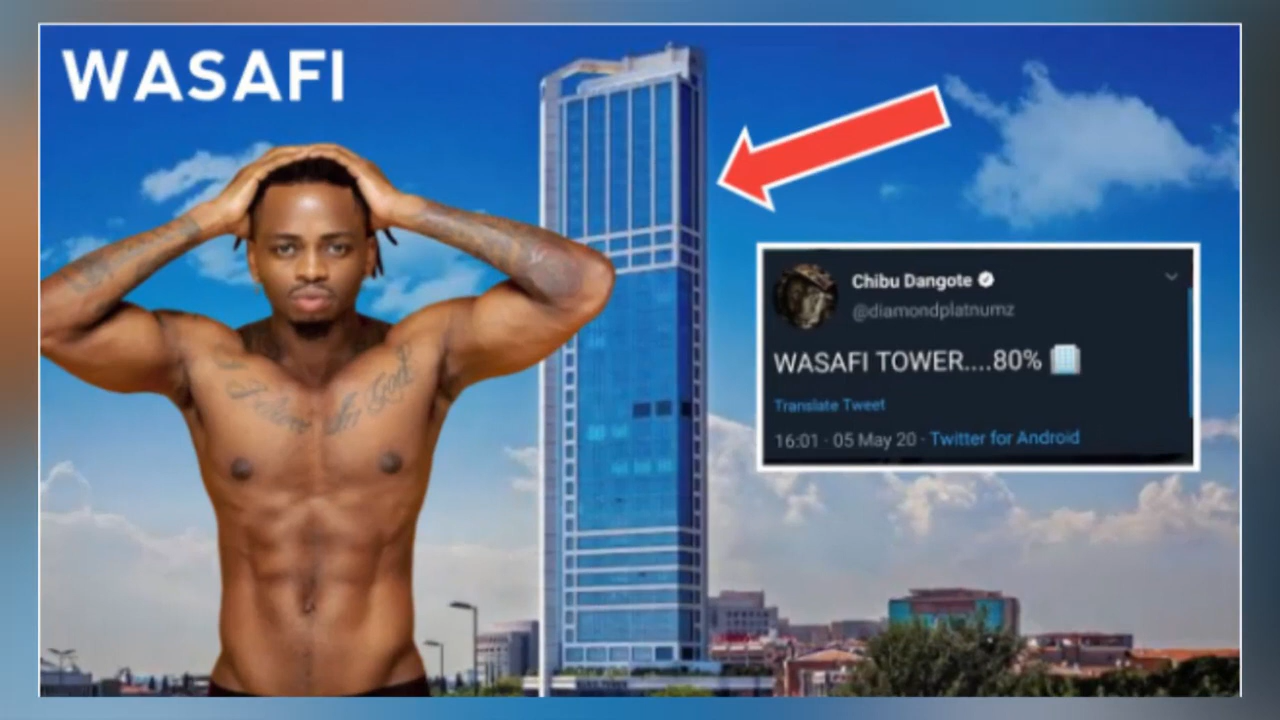 WASAFI
Chibu Dangote
@diamondplatnumz
WASAFI TOWER....80%
Translate Tweet
16:01 · 05 May 20 · Twitter for Android